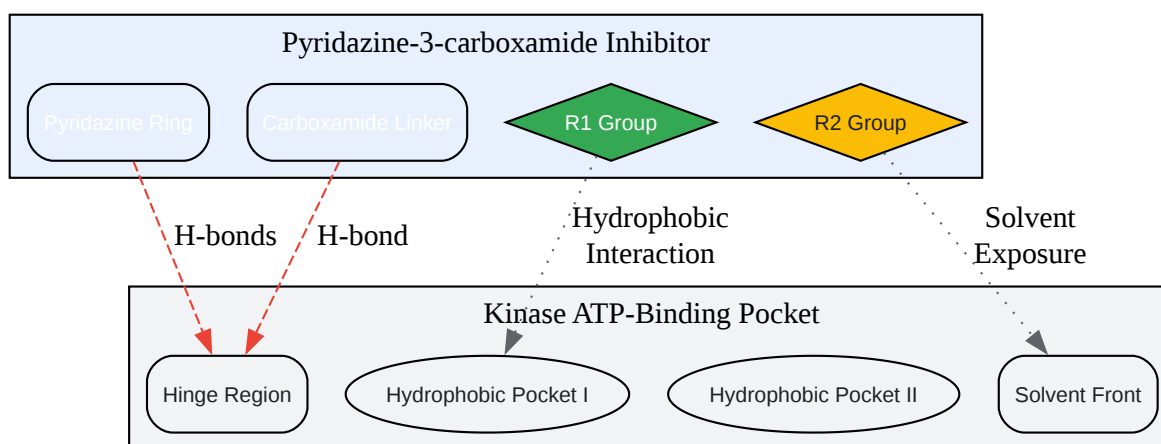 Pyridazine-3-carboxamide Inhibitor
Pyridazine Ring
Carboxamide Linker
R1 Group
R2 Group
H-bonds
H-bond
Hydrophobic
Interaction
Solvent
Exposure
Kinase ATP-Binding Pocket
Hinge Region
Hydrophobic Pocket I
Hydrophobic Pocket II
Solvent Front